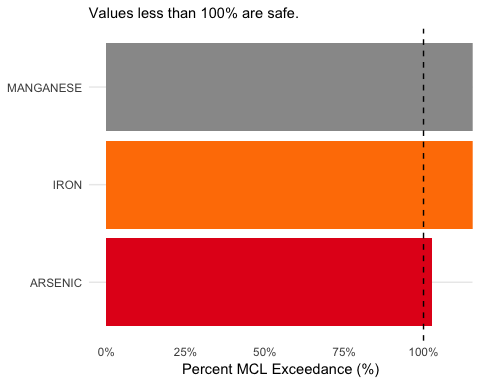 Values less than 100% are safe.
MANGANESE
IRON
ARSENIC
0% 25% 50% 75% 100%
Percent MCL Exceedance (%)